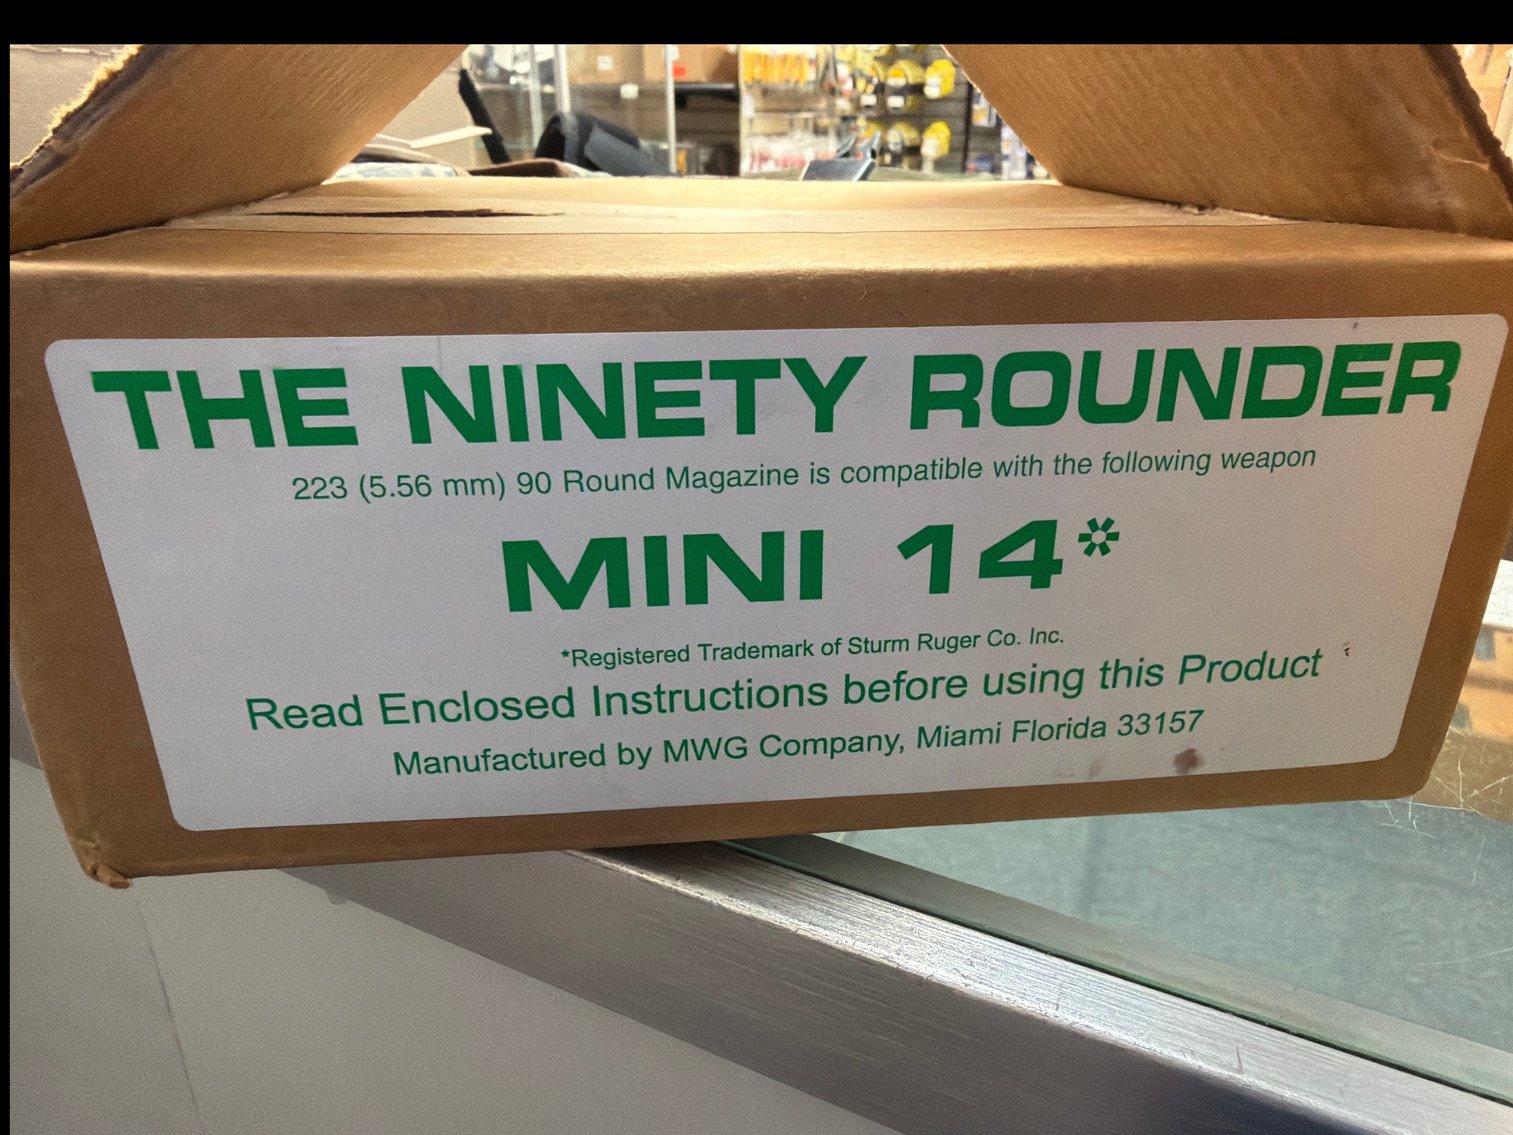 THE NINETY ROUNDER
223 (5.56 mm) 90 Round Magazine is compatible with the following weapon
MINI 14*
*Registered Trademark of Sturm Ruger Co. Inc.
Read Enclosed Instructions before using this Product
Manufactured by MWG Company, Miami Florida 33157